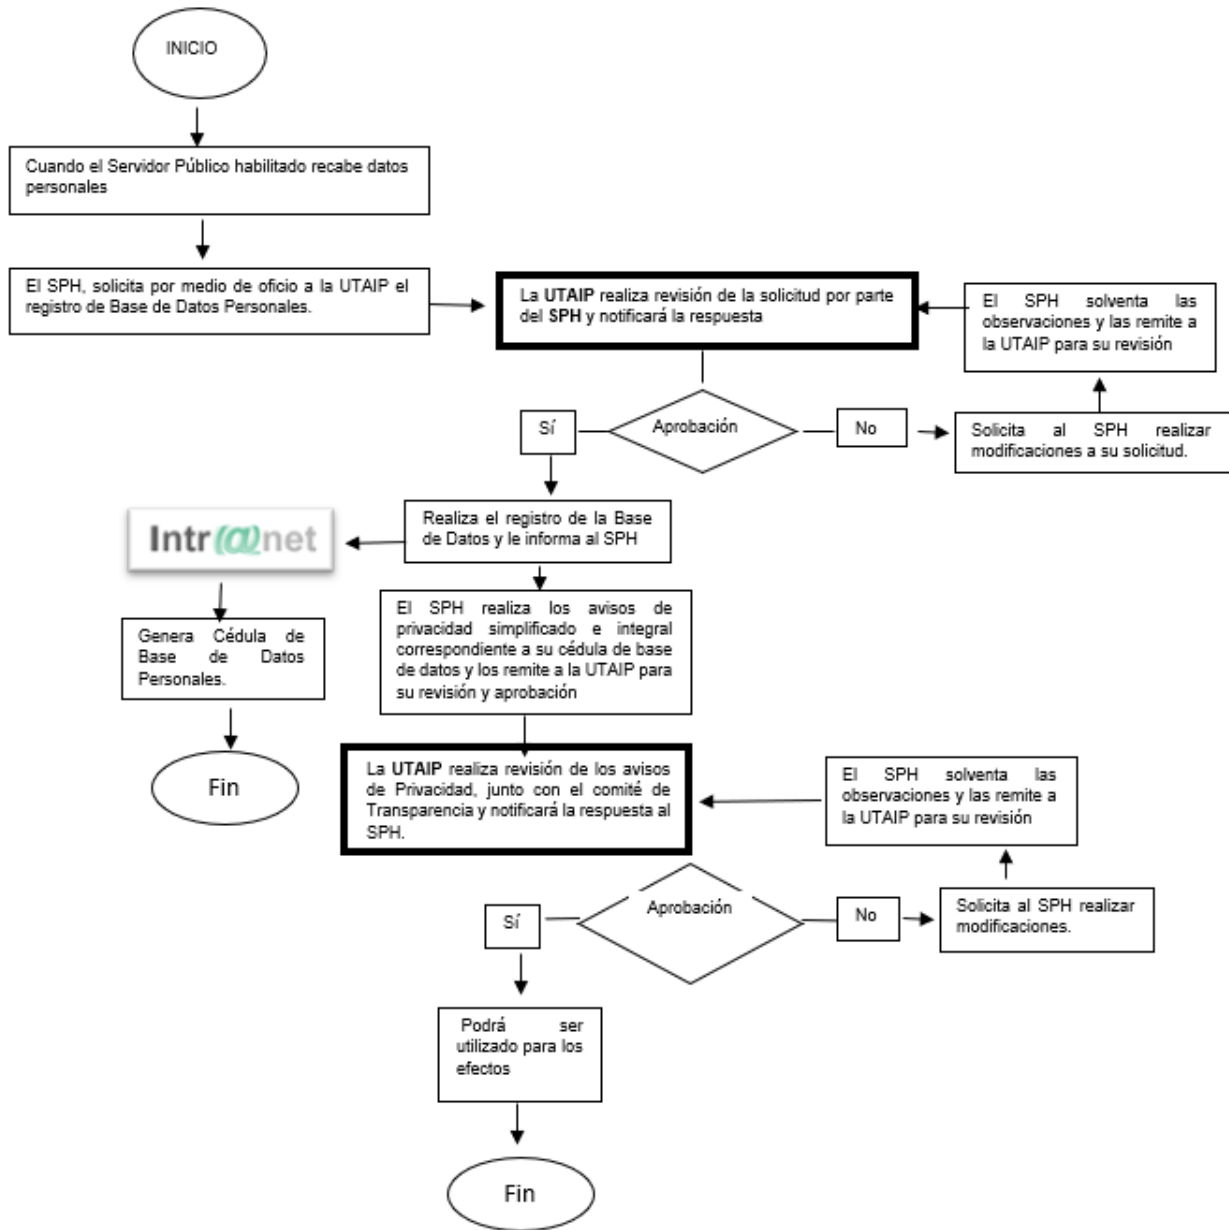 INICIO
Cuando el Servidor Público habilitado recabe datos
personales
El SPH, solicita por medio de oficio a la UTAIP el
registro de Base de Datos Personales.
La UTAIP realiza revisión de la solicitud por parte
del SPH y notificará la respuesta
El SPH solventa las
observaciones y las remite a
la UTAIP para su revisión
Sí
Aprobación
No
Solicita al SPH realizar
modificaciones a su solicitud.
Realiza el registro de la Base
de Datos y le informa al SPH
Intr@net
Genera Cédula de
Base de Datos
Personales.
El SPH realiza los avisos de
privacidad simplificado e integral
correspondiente a su cédula de base
de datos y los remite a la UTAIP para
su revisión y aprobación
Fin
La UTAIP realiza revisión de los avisos
de Privacidad, junto con el comité de
Transparencia y notificará la respuesta al
SPH.
El SPH solventa las
observaciones y las remite a
la UTAIP para su revisión
Sí
Aprobación
No
Solicita al SPH realizar
modificaciones.
Podrá ser
utilizado para los
efectos
Fin